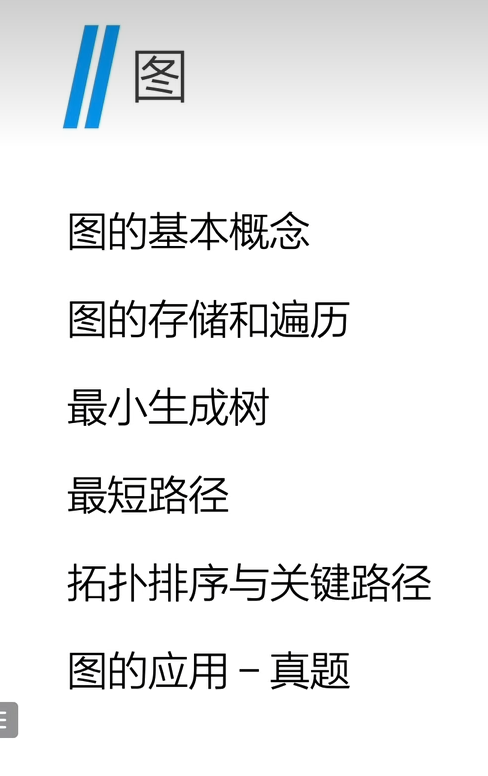 图
图的基本概念
图的存储和遍历
最小生成树
最短路径
拓扑排序与关键路径
图的应用 – 真题